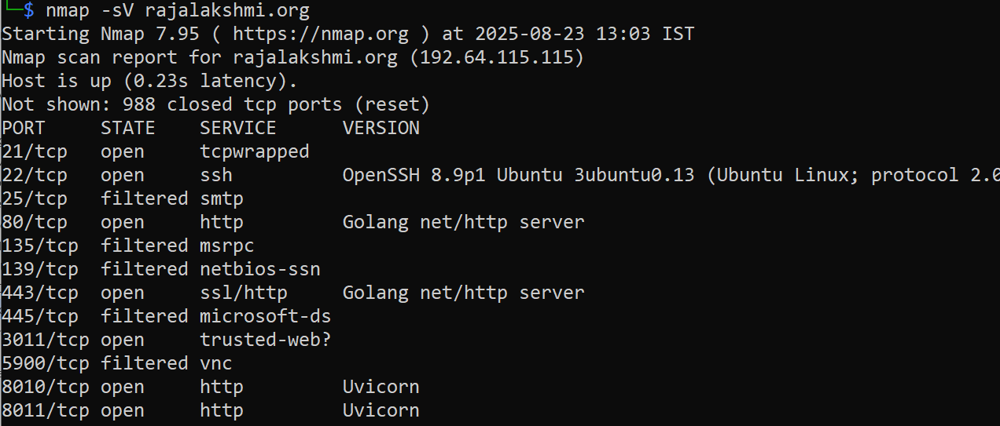 └─$ nmap -sV rajalakshmi.org
Starting Nmap 7.95 ( https://nmap.org ) at 2025-08-23 13:03 IST
Nmap scan report for rajalakshmi.org (192.64.115.115)
Host is up (0.23s latency).
Not shown: 988 closed tcp ports (reset)
PORT     STATE    SERVICE      VERSION
21/tcp   open     tcpwrapped
22/tcp   open     ssh          OpenSSH 8.9p1 Ubuntu 3ubuntu0.13 (Ubuntu Linux; protocol 2.0
25/tcp   filtered smtp
80/tcp   open     http         Golang net/http server
135/tcp  filtered msrpc
139/tcp  filtered netbios-ssn
443/tcp  open     ssl/http     Golang net/http server
445/tcp  filtered microsoft-ds
3011/tcp open     trusted-web?
5900/tcp filtered vnc
8010/tcp open     http         Uvicorn
8011/tcp open     http         Uvicorn